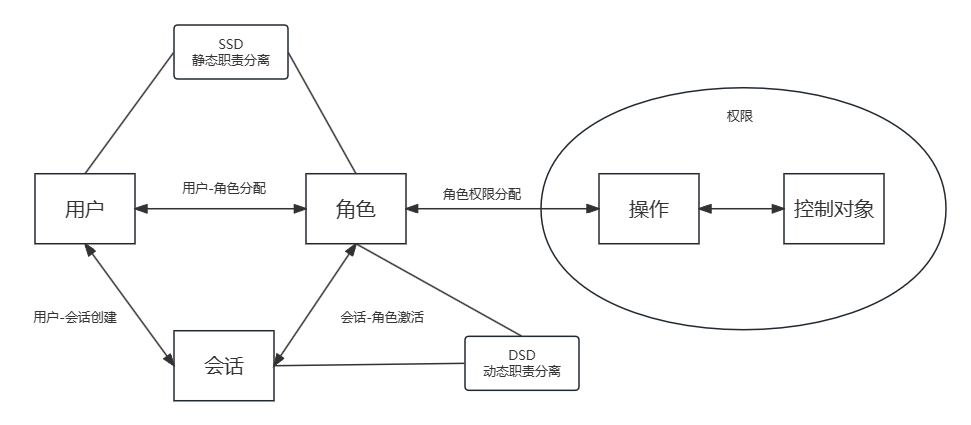 SSD
静态职责分离
权限
用户-角色分配
角色权限分配
用户
角色
操作
控制对象
用户-会话创建
会话-角色激活
会话
DSD
动态职责分离